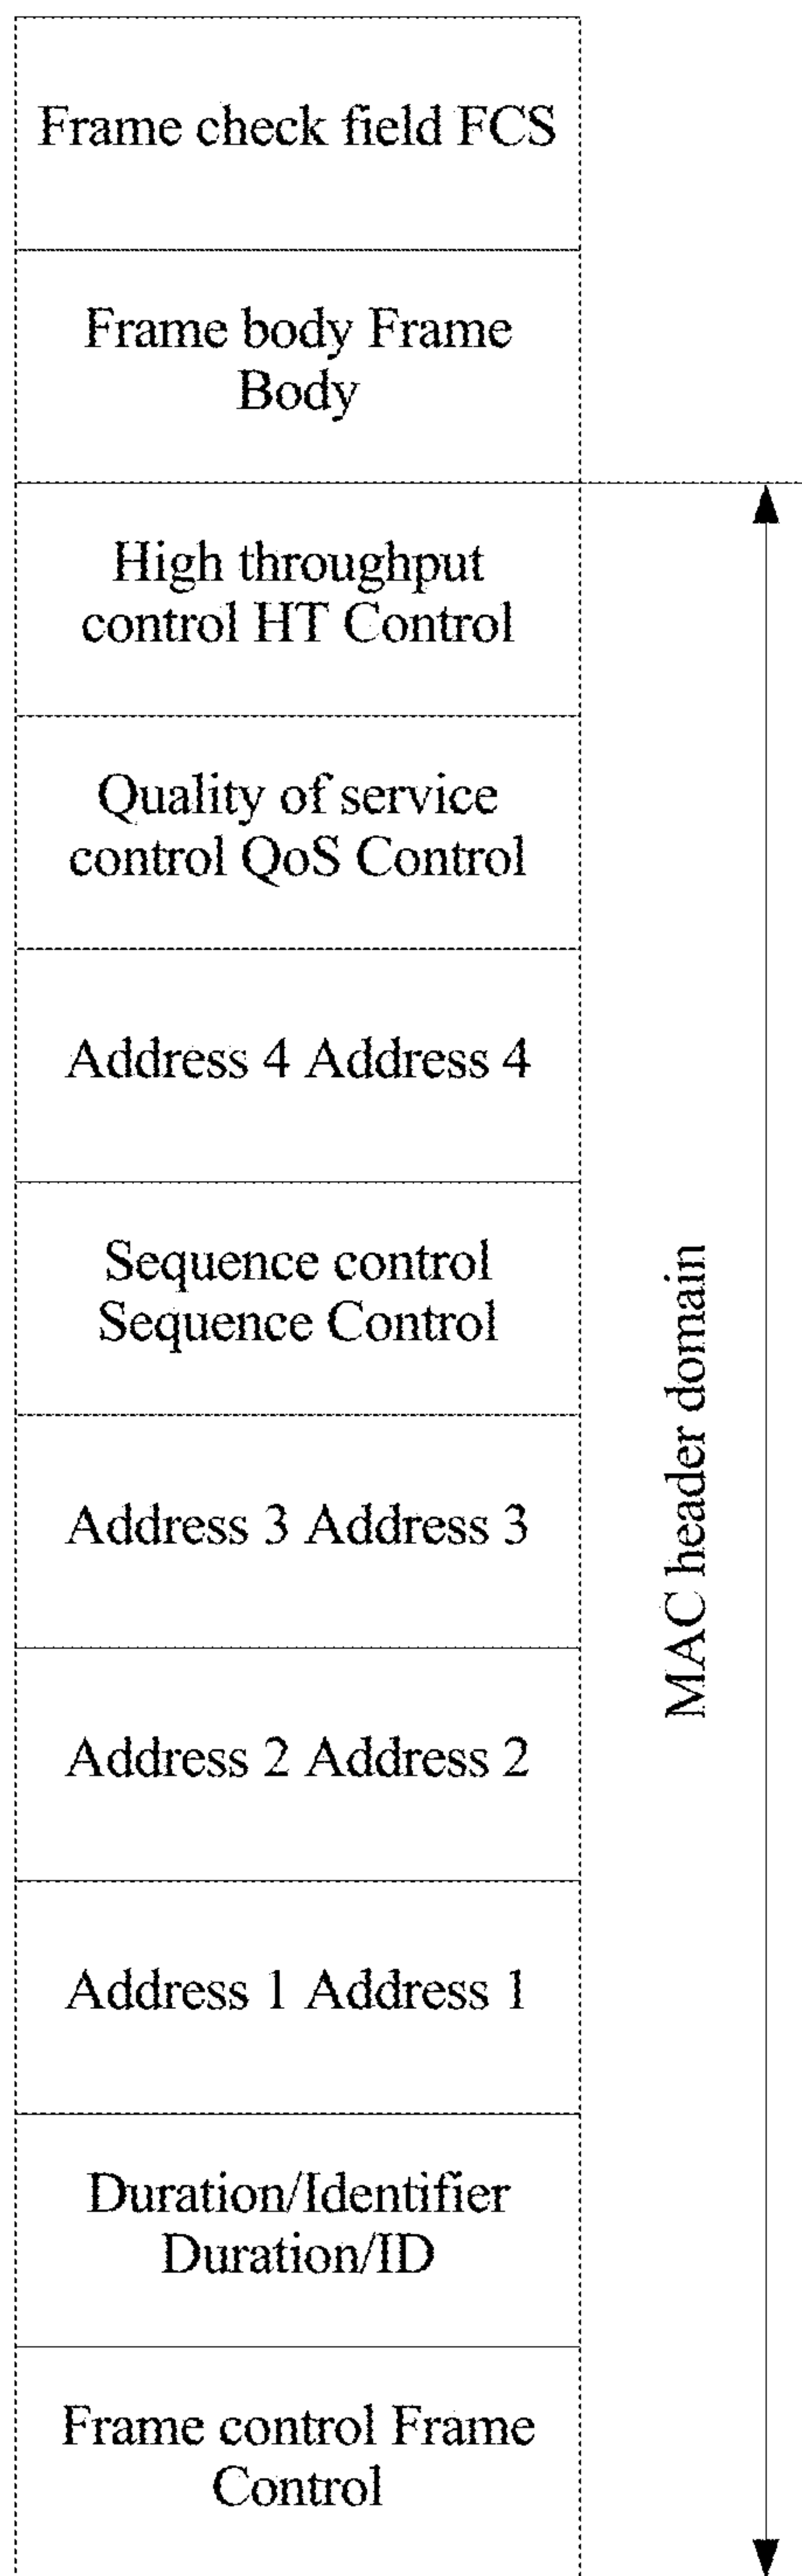 Frame check field FCS
Frame body Frame
Body
High throughput
control HT Control
Quality of service
control QoS Control
Address 4 Address 4
Sequence control
Sequence Control
Address 3 Address 3
Address 2 Address 2
Address 1 Address 1
Duration/Identifier
Duration/ID
Frame control Frame
Control
MAC header domain